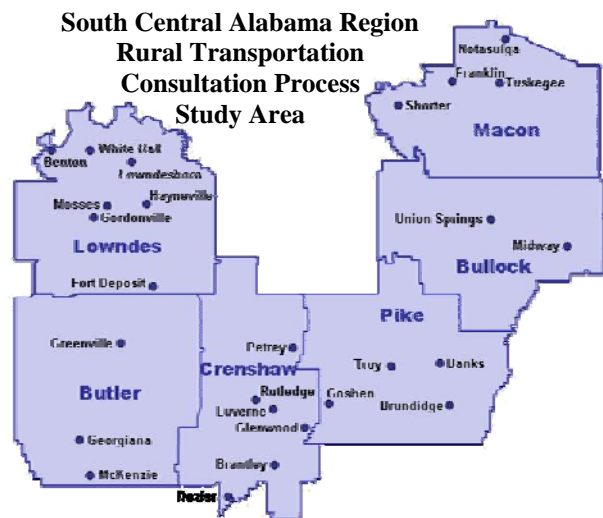 South Central Alabama Region
Rural Transportation
Consultation Process
Study Area
Notasulga
Franklin
Tuskegee
Shorter
Macon
White Hall
Benton
Lowndesboro
Mosses
Hayneville
Gordonville
Lowndes
Fort Deposit
Union Springs
Midway
Bullock
Pike
Greenville
Petrey
Crenshaw
Troy
Banks
Butler
Rutledge
Goshen
Luverne
Brundidge
Glenwood
Georgiana
Brantley
McKenzie
Dozier